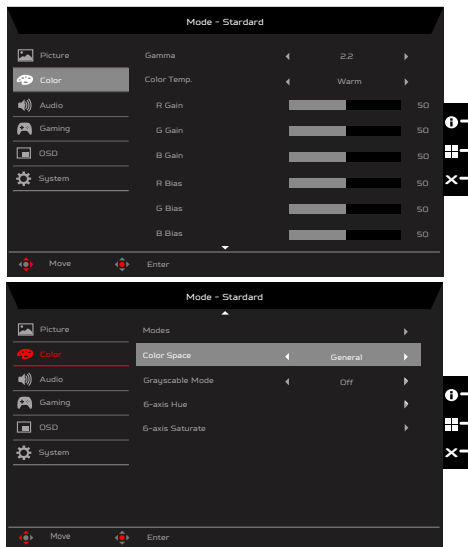 Mode - Stardard
Picture
Gamma 2.2
Color
Color Temp. Warm
Audio
R Gain 50
Gaming
G Gain 50
OSD
B Gain 50
System
R Bias 50
G Bias 50
B Bias 50
Move Enter
Mode - Stardard
Picture
Modes
Color
Color Space General
Audio
Grayscable Mode Off
Gaming
6-axis Hue
OSD
6-axis Saturate
System
Move Enter